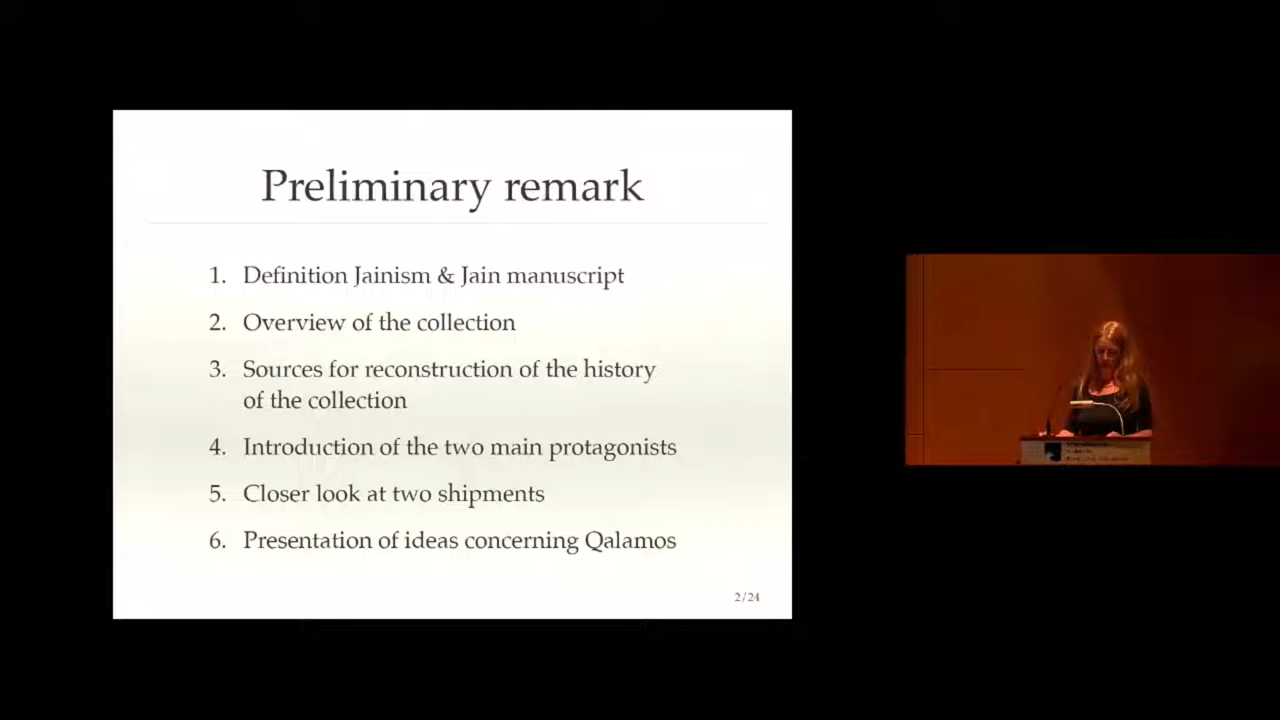 Preliminary remark
1. Definition Jainism & Jain manuscript
2. Overview of the collection
3. Sources for reconstruction of the history
of the collection
4. Introduction of the two main protagonists
5. Closer look at two shipments
6. Presentation of ideas concerning Qalamos
2/24